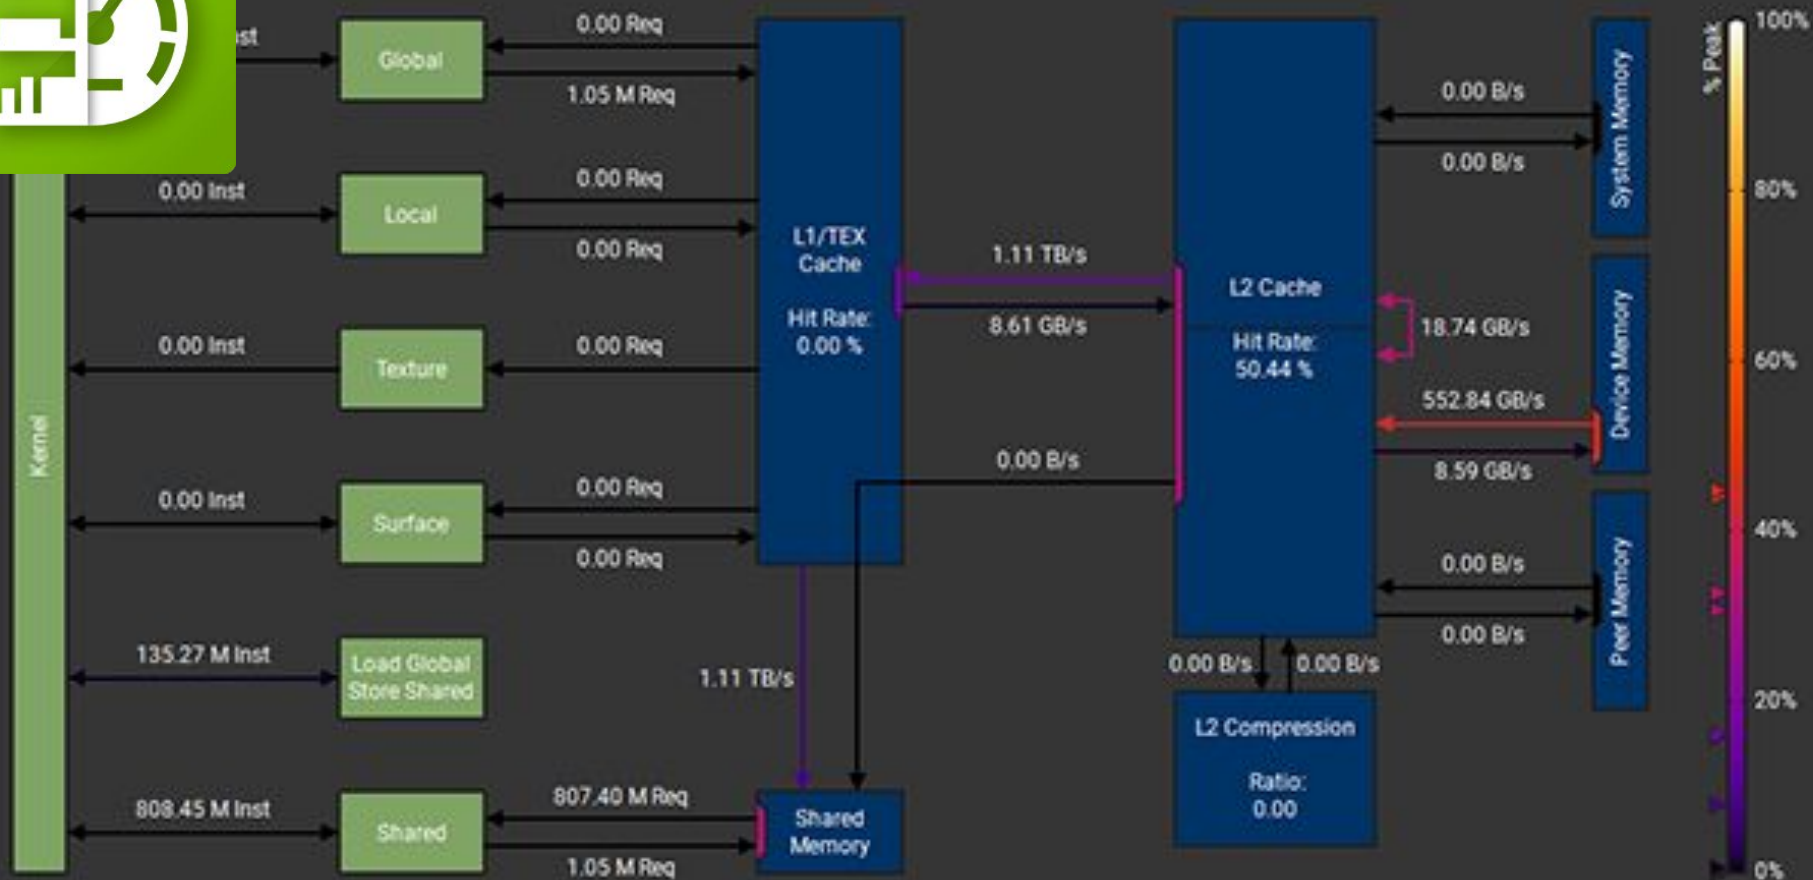 0.00 Req
1.05 M Req
Global
0.00 Inst
0.00 Req
0.00 Req
Local
0.00 Inst
0.00 Req
Texture
0.00 Inst
0.00 Req
0.00 Req
Surface
135.27 M Inst
Load Global
Store Shared
808.45 M Inst
807.40 M Req
1.05 M Req
Shared
Kernel
L1/TEX
Cache
Hit Rate:
0.00 %
1.11 TB/s
8.61 GB/s
0.00 B/s
1.11 TB/s
Shared
Memory
L2 Cache
Hit Rate:
50.44 %
0.00 B/s
0.00 B/s
L2 Compression
Ratio:
0.00
0.00 B/s
0.00 B/s
18.74 GB/s
552.84 GB/s
8.59 GB/s
0.00 B/s
0.00 B/s
System Memory
Device Memory
Peer Memory
% Peak
100%
80%
60%
40%
20%
0%